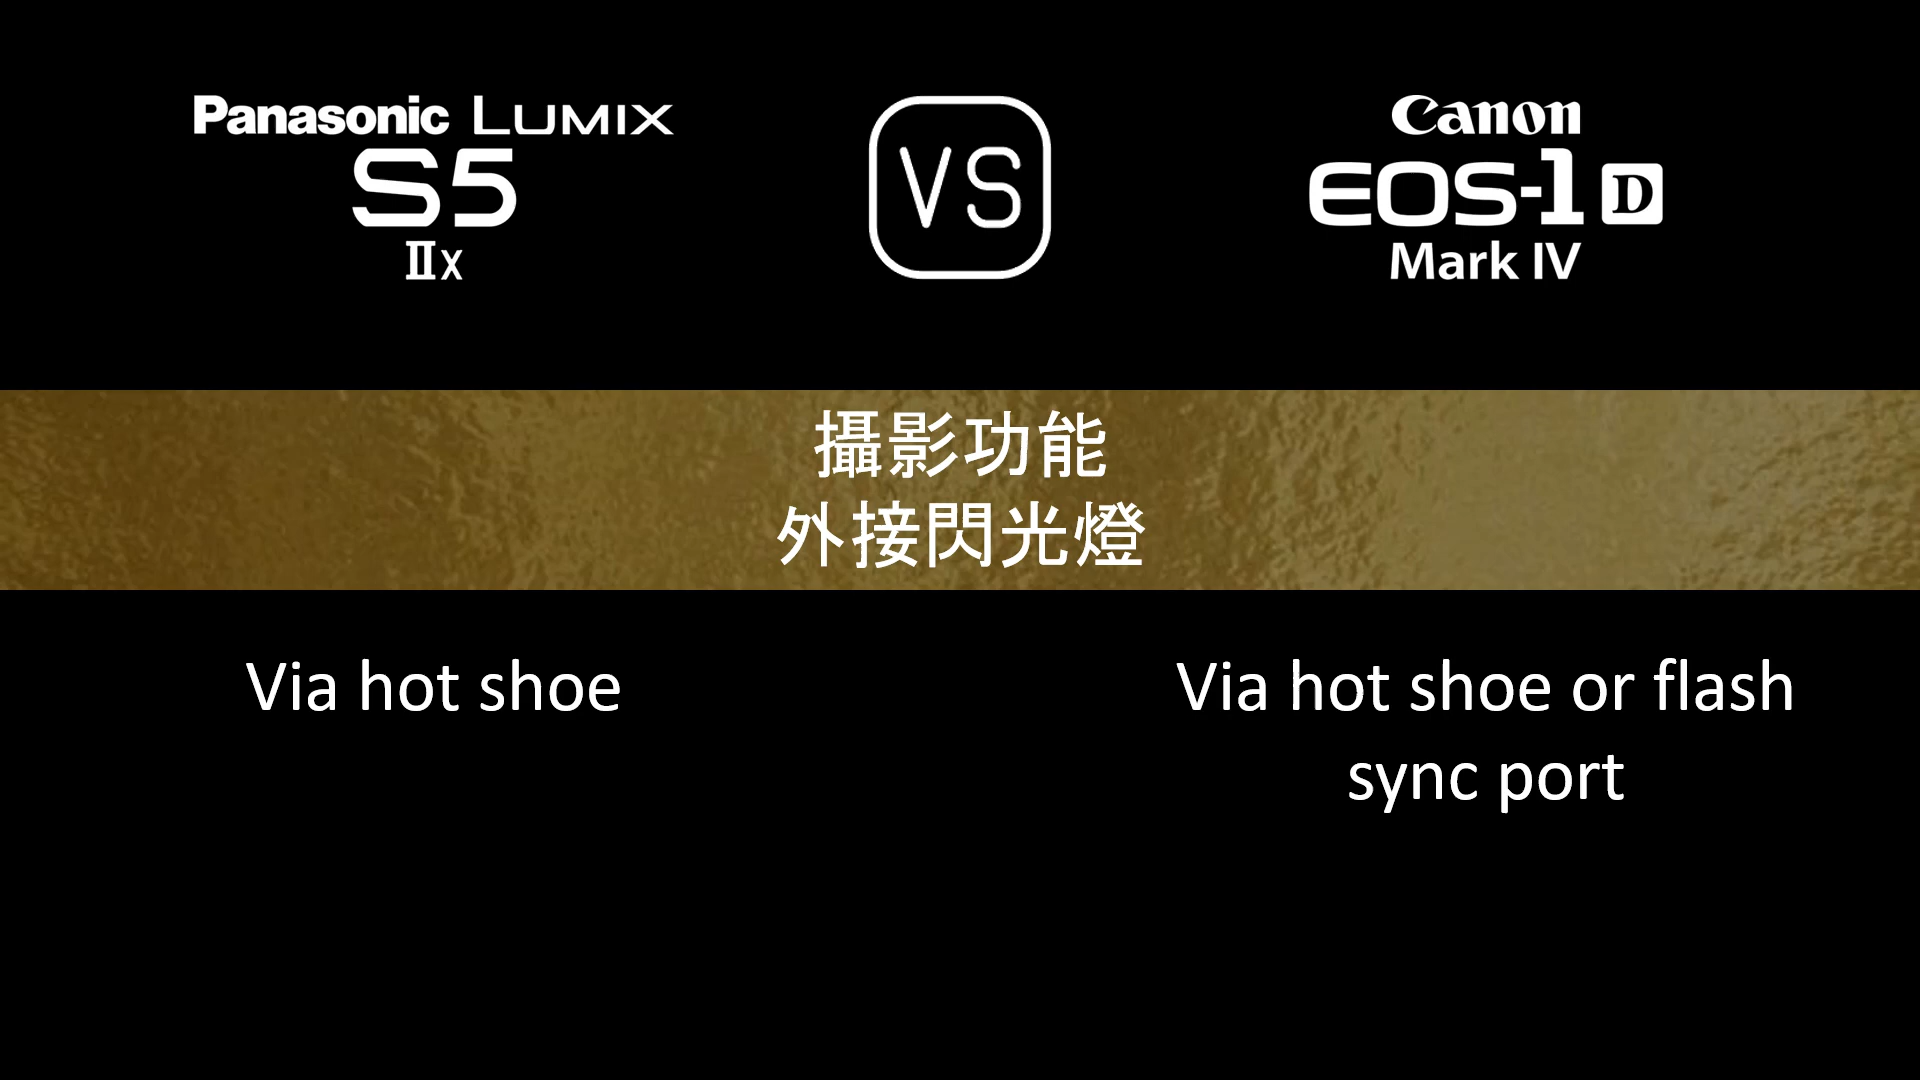 Panasonic LUMIX
S5
IIX
VS
Canon
EOS-1 D
Mark IV
攝影功能
外接閃光燈
Via hot shoe
Via hot shoe or flash
sync port